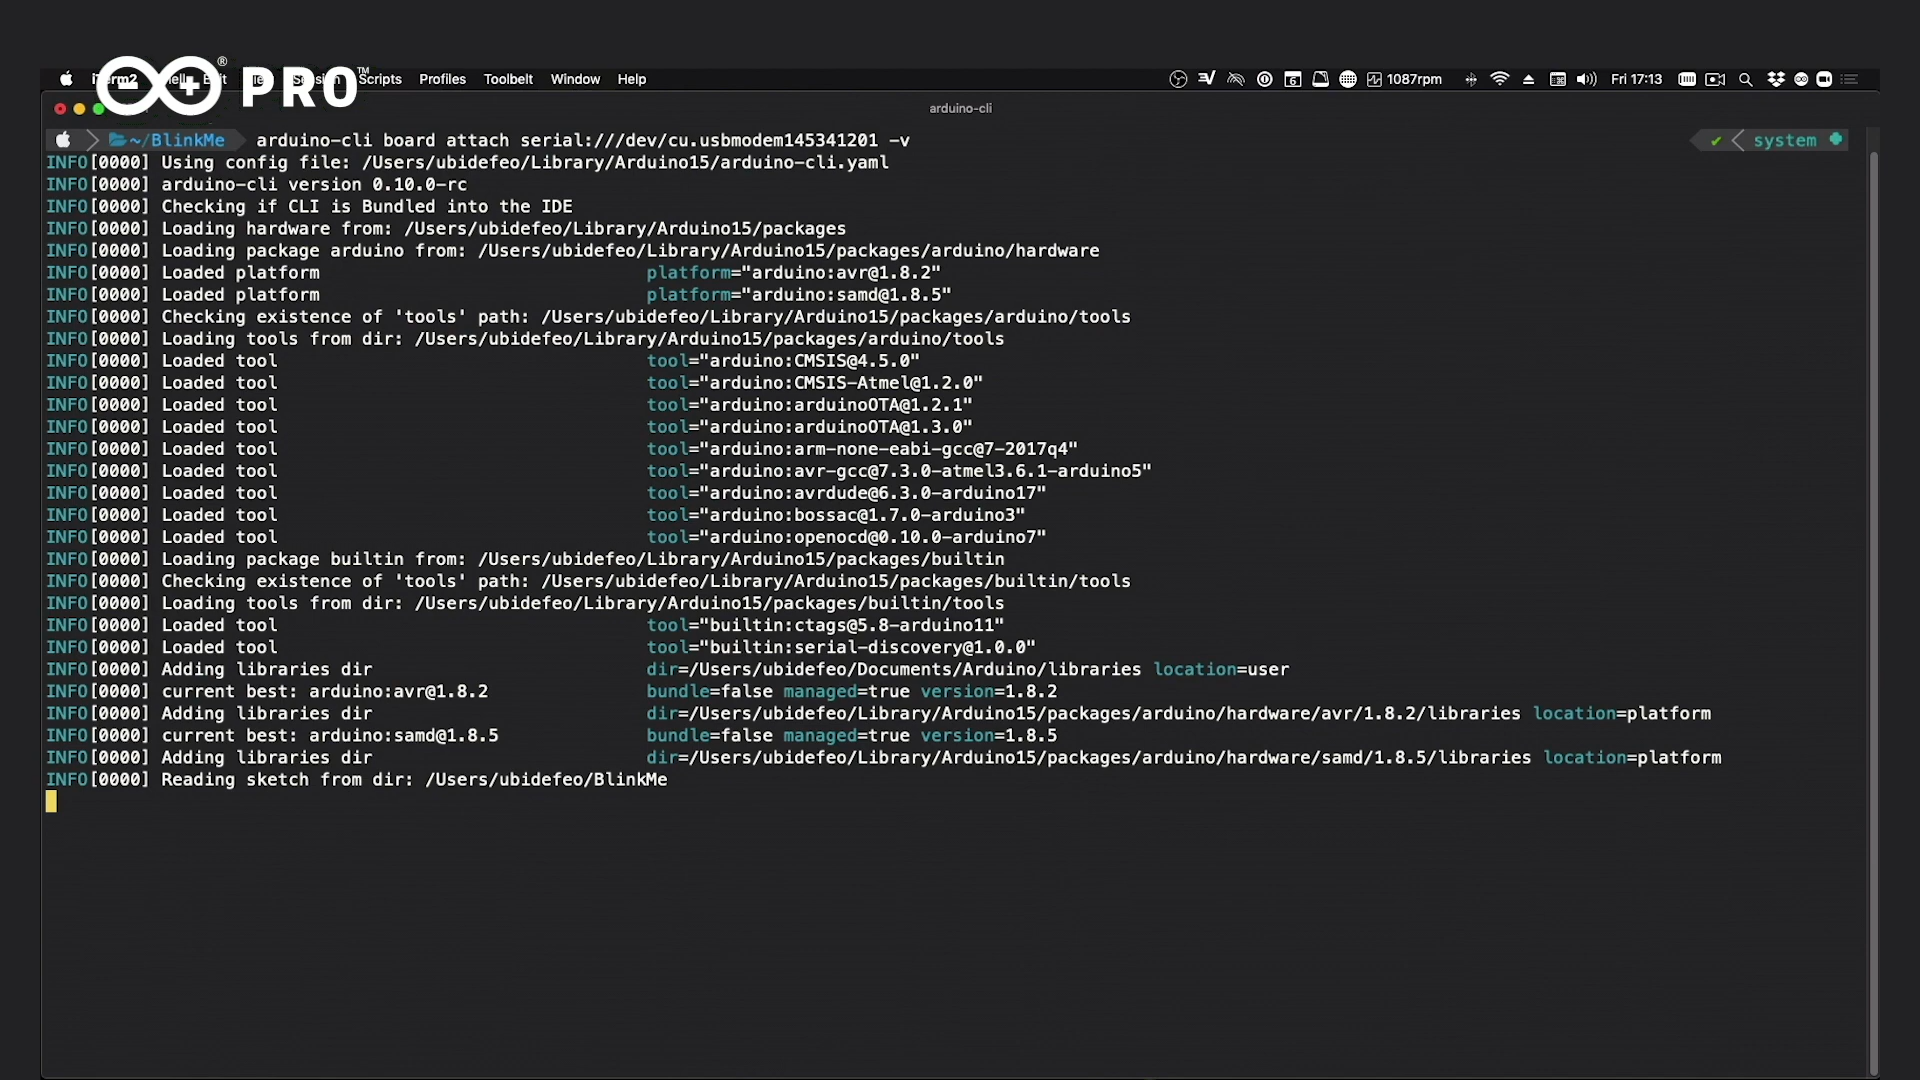 PRO™
iTerm2 Scripts Profiles Toolbelt Window Help
1087rpm Fri 17:13
arduino-cli
~/BlinkMe arduino-cli board attach serial:///dev/cu.usbmodem145341201 -v
✔ system
INFO[0000] Using config file: /Users/ubidefeo/Library/Arduino15/arduino-cli.yaml
INFO[0000] arduino-cli version 0.10.0-rc
INFO[0000] Checking if CLI is Bundled into the IDE
INFO[0000] Loading hardware from: /Users/ubidefeo/Library/Arduino15/packages
INFO[0000] Loading package arduino from: /Users/ubidefeo/Library/Arduino15/packages/arduino/hardware
INFO[0000] Loaded platform platform="arduino:avr@1.8.2"
INFO[0000] Loaded platform platform="arduino:samd@1.8.5"
INFO[0000] Checking existence of 'tools' path: /Users/ubidefeo/Library/Arduino15/packages/arduino/tools
INFO[0000] Loading tools from dir: /Users/ubidefeo/Library/Arduino15/packages/arduino/tools
INFO[0000] Loaded tool tool="arduino:CMSIS@4.5.0"
INFO[0000] Loaded tool tool="arduino:CMSIS-Atmel@1.2.0"
INFO[0000] Loaded tool tool="arduino:arduinoOTA@1.2.1"
INFO[0000] Loaded tool tool="arduino:arduinoOTA@1.3.0"
INFO[0000] Loaded tool tool="arduino:arm-none-eabi-gcc@7-2017q4"
INFO[0000] Loaded tool tool="arduino:avr-gcc@7.3.0-atmel3.6.1-arduino5"
INFO[0000] Loaded tool tool="arduino:avrdude@6.3.0-arduino17"
INFO[0000] Loaded tool tool="arduino:bossac@1.7.0-arduino3"
INFO[0000] Loaded tool tool="arduino:openocd@0.10.0-arduino7"
INFO[0000] Loading package builtin from: /Users/ubidefeo/Library/Arduino15/packages/builtin
INFO[0000] Checking existence of 'tools' path: /Users/ubidefeo/Library/Arduino15/packages/builtin/tools
INFO[0000] Loading tools from dir: /Users/ubidefeo/Library/Arduino15/packages/builtin/tools
INFO[0000] Loaded tool tool="builtin:ctags@5.8-arduino11"
INFO[0000] Loaded tool tool="builtin:serial-discovery@1.0.0"
INFO[0000] Adding libraries dir dir=/Users/ubidefeo/Documents/Arduino/libraries location=user
INFO[0000] current best: arduino:avr@1.8.2 bundle=false managed=true version=1.8.2
INFO[0000] Adding libraries dir dir=/Users/ubidefeo/Library/Arduino15/packages/arduino/hardware/avr/1.8.2/libraries location=platform
INFO[0000] current best: arduino:samd@1.8.5 bundle=false managed=true version=1.8.5
INFO[0000] Adding libraries dir dir=/Users/ubidefeo/Library/Arduino15/packages/arduino/hardware/samd/1.8.5/libraries location=platform
INFO[0000] Reading sketch from dir: /Users/ubidefeo/BlinkMe